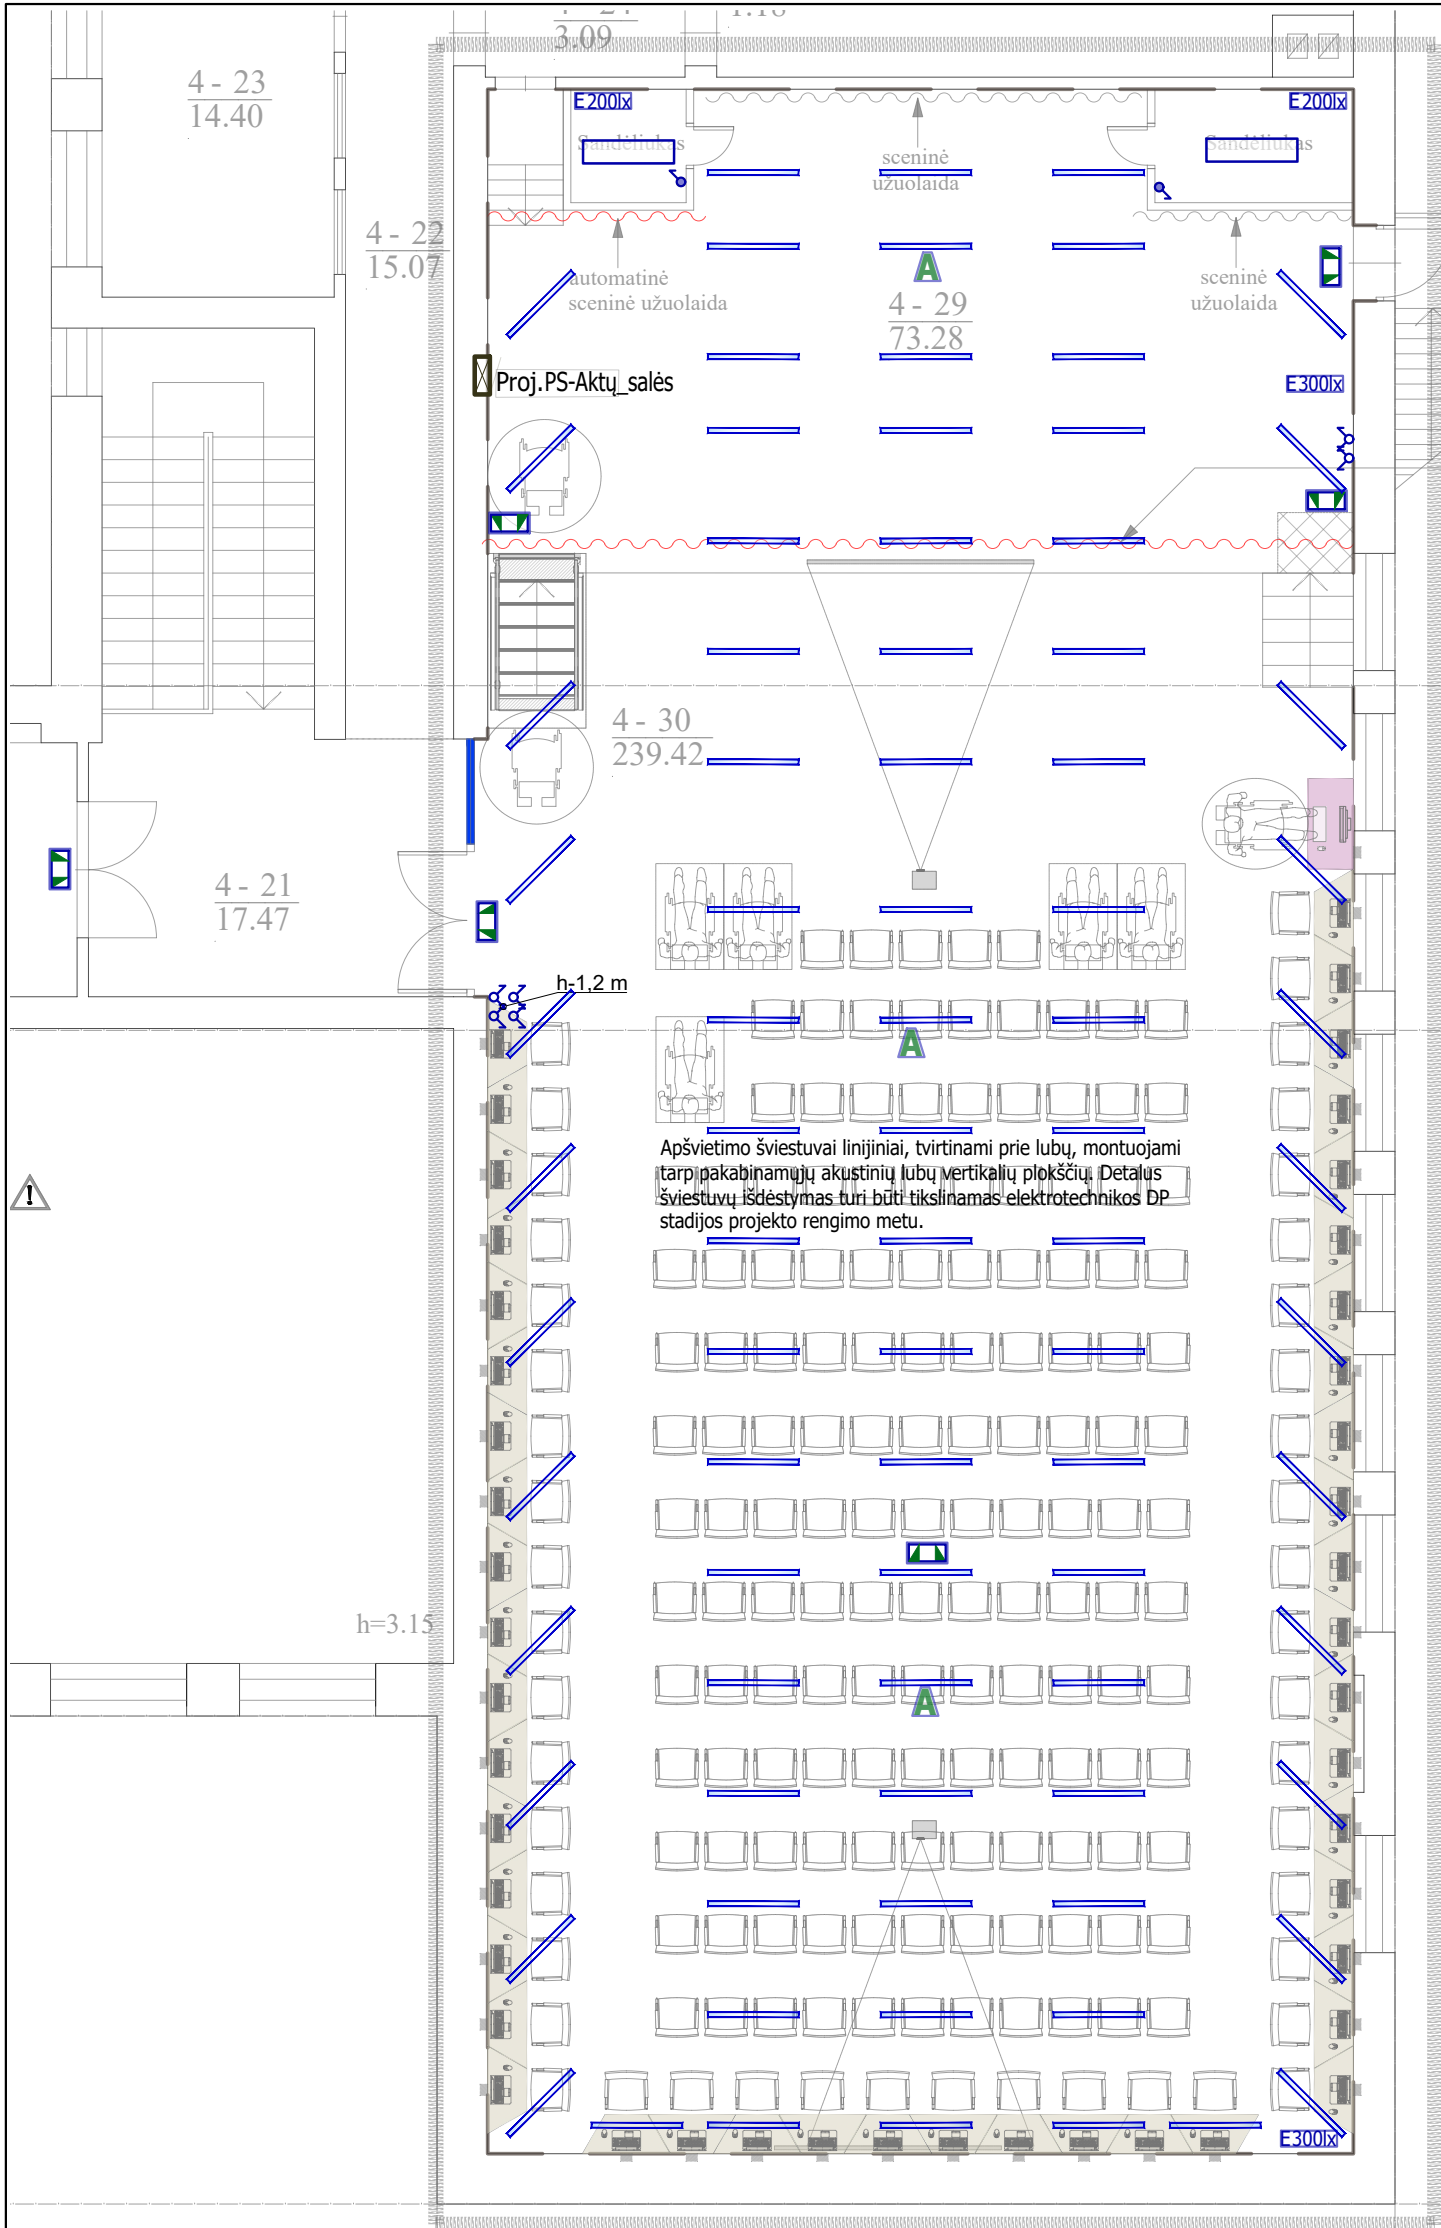 3.09
4 - 23
14.40
E200lx
E200lx
Sandėliukas
Sandėliukas
sceninė
užuolaida
4 - 22
15.07
automatinė
sceninė užuolaida
A
sceninė
užuolaida
4 - 29
73.28
Proj.PS-Aktų_salės
E300lx
4 - 30
239.42
4 - 21
17.47
h-1,2 m
A
Apšvietimo šviestuvai linijiniai, tvirtinami prie lubų, montuojami
tarp pakabinamųjų akustinių lubų vertikalių plokščių. Detalus
šviestuvų išdėstymas turi būti tikslinamas elektrotechnikos DP
stadijos projekto rengimo metu.
!
h=3.15
A
E300lx